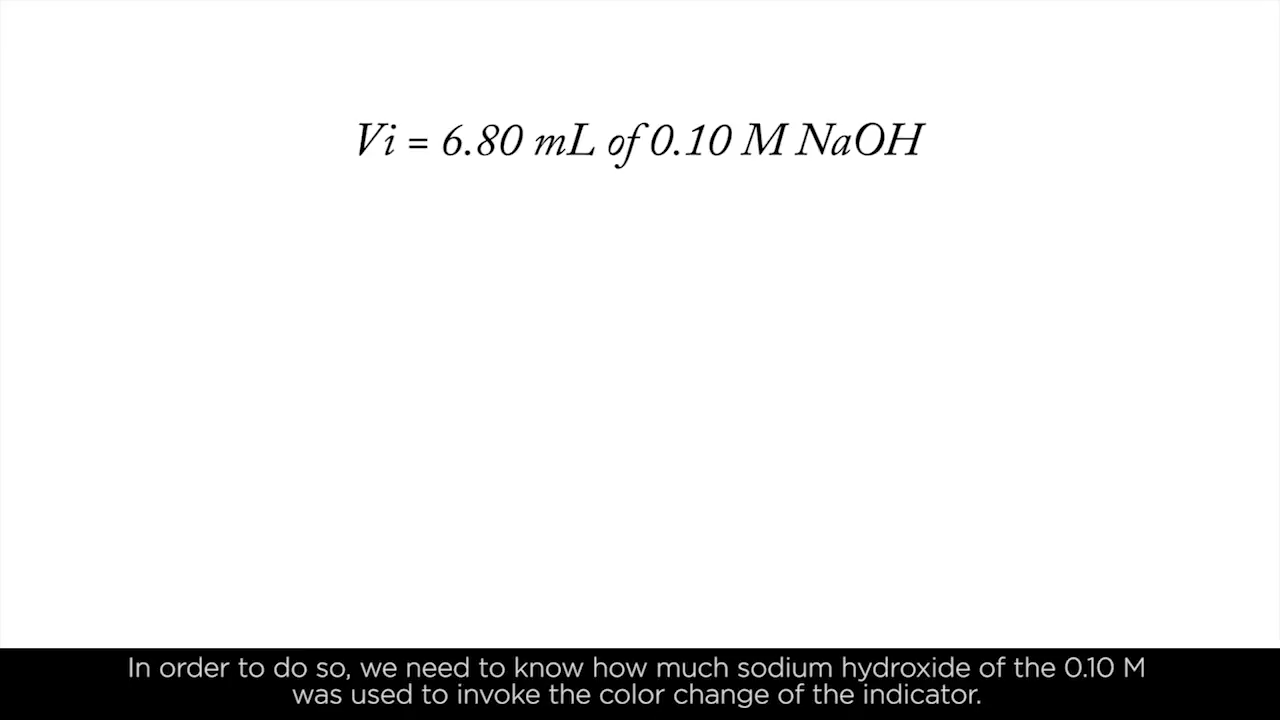 Vi = 6.80 mL of 0.10 M NaOH
In order to do so, we need to know how much sodium hydroxide of the 0.10 M
was used to invoke the color change of the indicator.